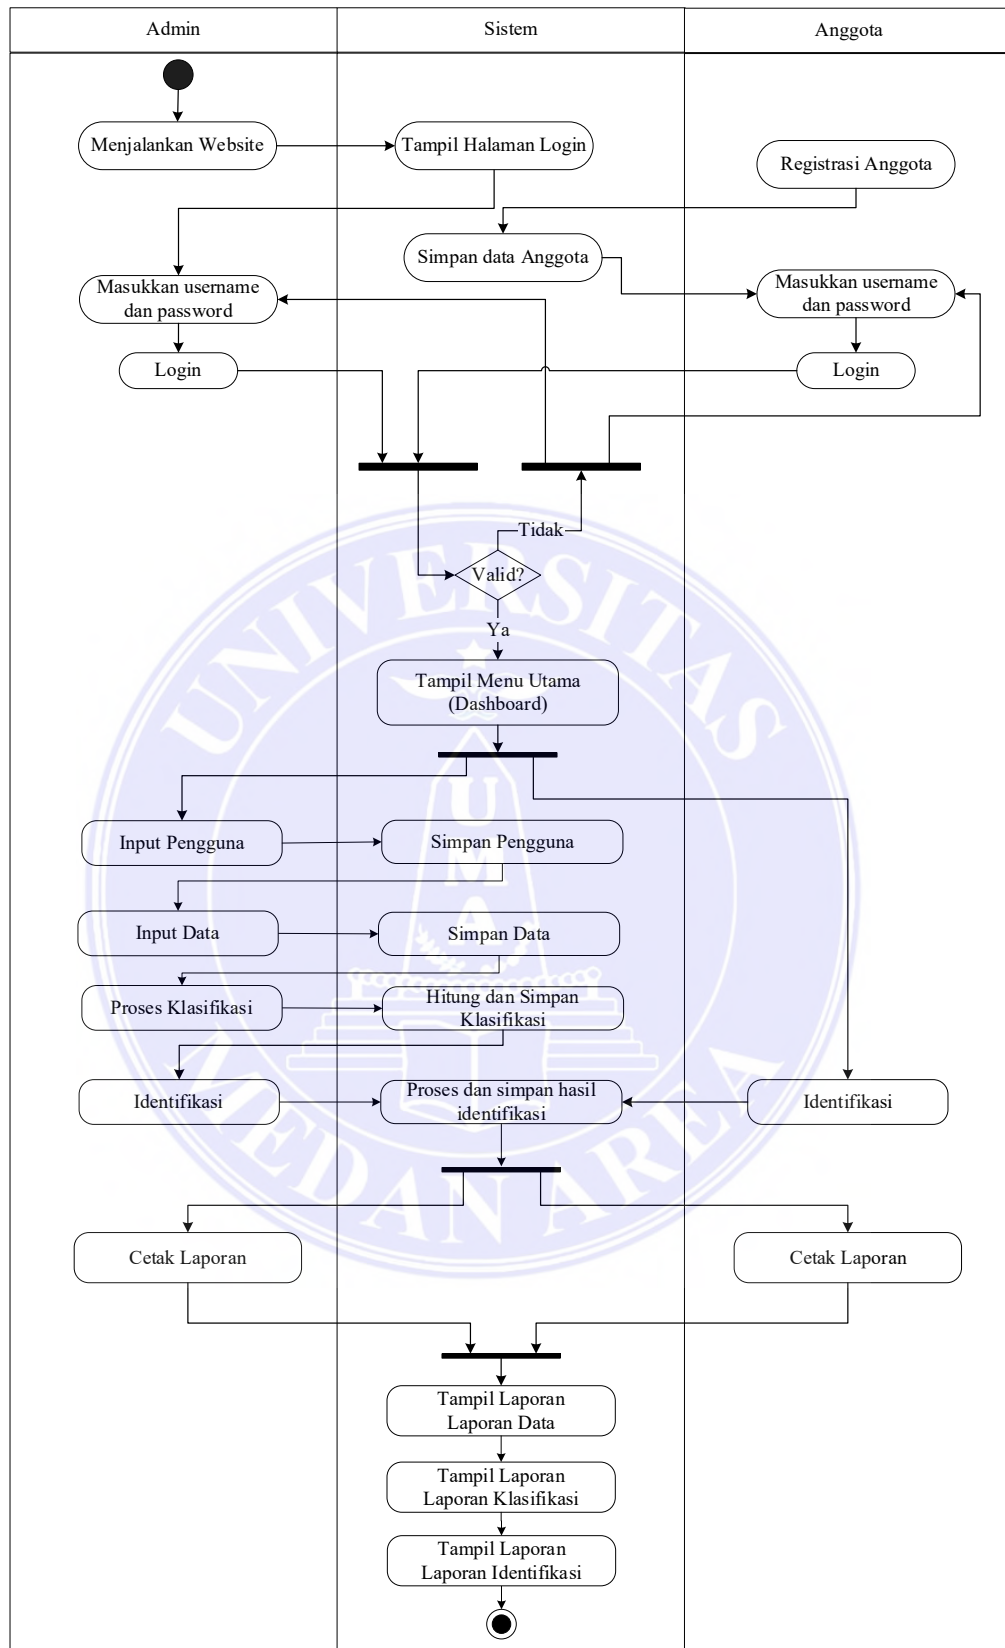 Admin
Sistem
Anggota
Menjalankan Website
Tampil Halaman Login
Registrasi Anggota
Simpan data Anggota
Masukkan username
dan password
Masukkan username
dan password
Login
Login
Tidak
Valid?
Ya
Tampil Menu Utama
(Dashboard)
Input Pengguna
Simpan Pengguna
Input Data
Simpan Data
Proses Klasifikasi
Hitung dan Simpan
Klasifikasi
Identifikasi
Proses dan simpan hasil
identifikasi
Identifikasi
Cetak Laporan
Cetak Laporan
Tampil Laporan
Laporan Data
Tampil Laporan
Laporan Klasifikasi
Tampil Laporan
Laporan Identifikasi
UNIVERSITAS
MEDAN AREA
U
M
A